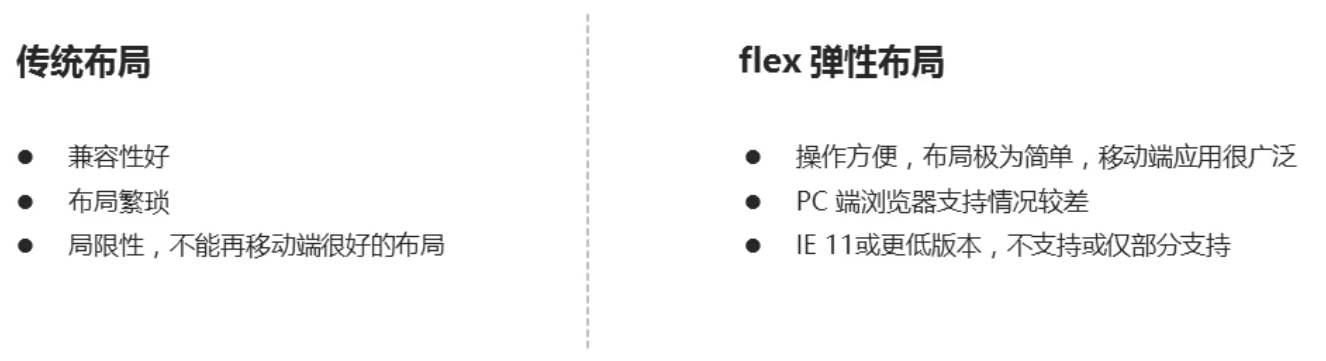 传统布局
● 兼容性好
● 布局繁琐
● 局限性，不能再移动端很好的布局
flex 弹性布局
● 操作方便，布局极为简单，移动端应用很广泛
● PC 端浏览器支持情况较差
● IE 11或更低版本，不支持或仅部分支持